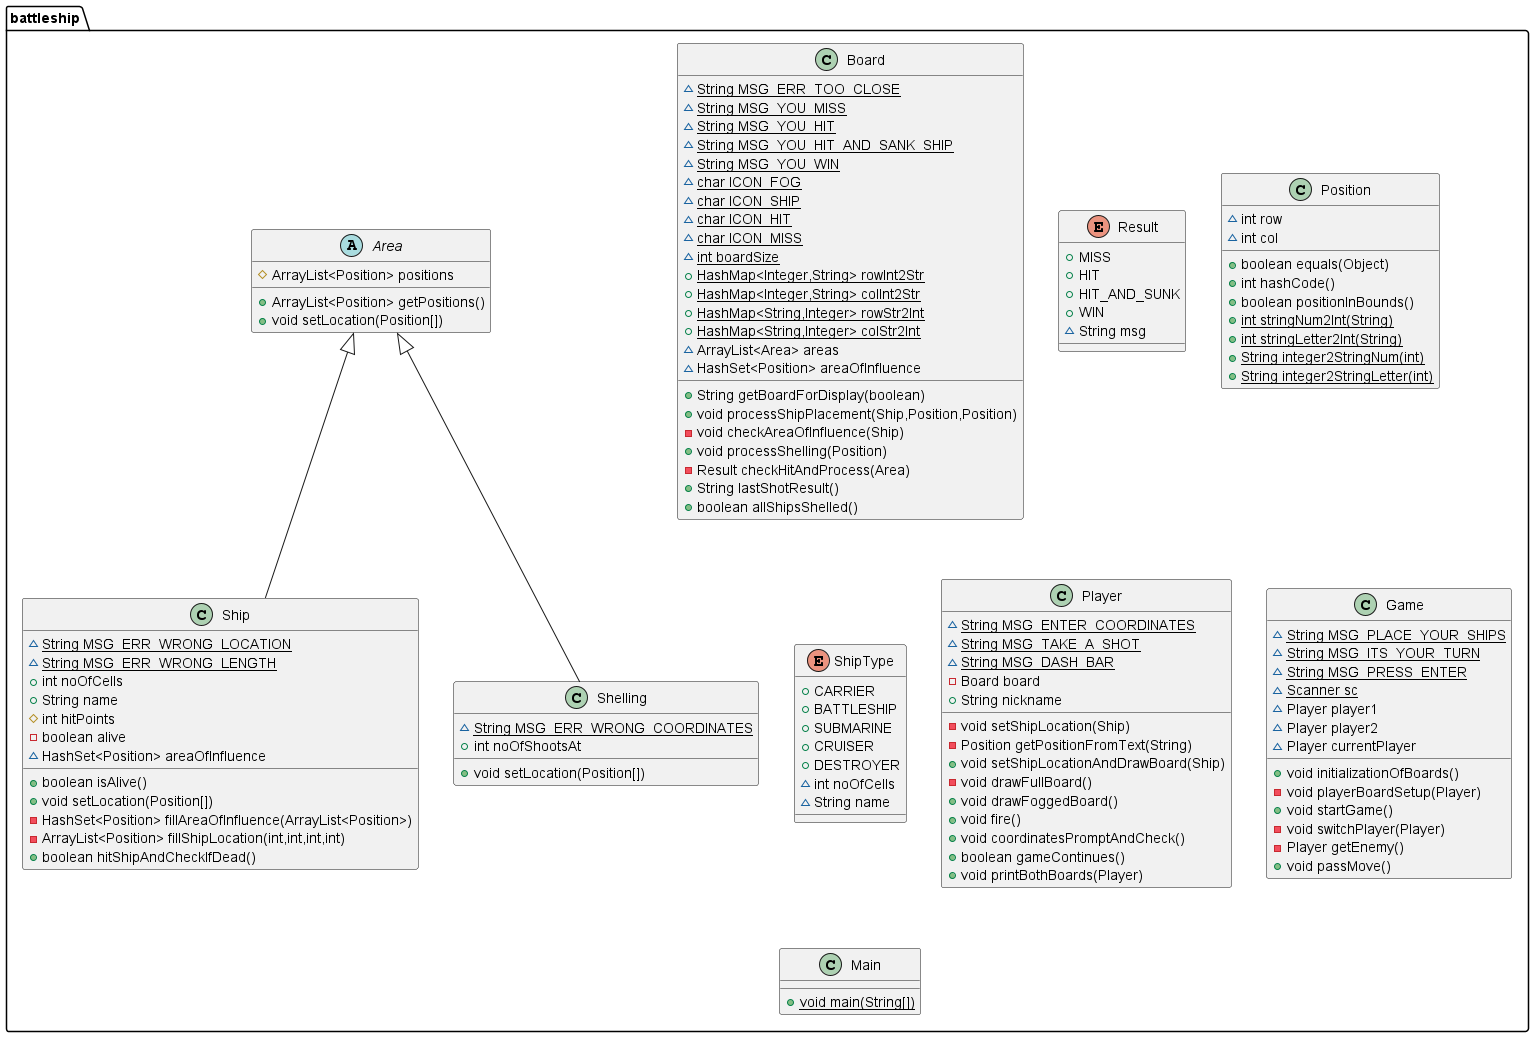 battleship
Board
String MSG_ERR_TOO_CLOSE
String MSG_YOU_MISS
String MSG_YOU_HIT
String MSG_YOU_HIT_AND_SANK_SHIP
String MSG_YOU_WIN
char ICON_FOG
char ICON_SHIP
char ICON_HIT
char ICON_MISS
int boardSize
HashMap<Integer,String> rowInt2Str
HashMap<Integer,String> colInt2Str
HashMap<String,Integer> rowStr2Int
HashMap<String,Integer> colStr2Int
ArrayList<Area> areas
HashSet<Position> areaOfInfluence
String getBoardForDisplay(boolean)
void processShipPlacement(Ship,Position,Position)
void checkAreaOfInfluence(Ship)
void processShelling(Position)
Result checkHitAndProcess(Area)
String lastShotResult()
boolean allShipsShelled()
Position
int row
int col
boolean equals(Object)
int hashCode()
boolean positionInBounds()
int stringNum2Int(String)
int stringLetter2Int(String)
String integer2StringNum(int)
String integer2StringLetter(int)
Result
MISS
HIT
HIT_AND_SUNK
WIN
String msg
A Area
ArrayList<Position> positions
ArrayList<Position> getPositions()
void setLocation(Position[])
C Ship
String MSG_ERR_WRONG_LOCATION
String MSG_ERR_WRONG_LENGTH
int noOfCells
String name
int hitPoints
boolean alive
HashSet<Position> areaOfInfluence
boolean isAlive()
void setLocation(Position[])
HashSet<Position> fillAreaOfInfluence(ArrayList<Position>)
ArrayList<Position> fillShipLocation(int,int,int,int)
boolean hitShipAndCheckIfDead()
C Shelling
String MSG_ERR_WRONG_COORDINATES
int noOfShootsAt
void setLocation(Position[])
E ShipType
CARRIER
BATTLESHIP
SUBMARINE
CRUISER
DESTROYER
int noOfCells
String name
C Player
String MSG_ENTER_COORDINATES
String MSG_TAKE_A_SHOT
String MSG_DASH_BAR
Board board
String nickname
void setShipLocation(Ship)
Position getPositionFromText(String)
void setShipLocationAndDrawBoard(Ship)
void drawFullBoard()
void drawFoggedBoard()
void fire()
void coordinatesPromptAndCheck()
boolean gameContinues()
void printBothBoards(Player)
C Game
String MSG_PLACE_YOUR_SHIPS
String MSG_ITS_YOUR_TURN
String MSG_PRESS_ENTER
Scanner sc
Player player1
Player player2
Player currentPlayer
void initializationOfBoards()
void playerBoardSetup(Player)
void startGame()
void switchPlayer(Player)
Player getEnemy()
void passMove()
C Main
void main(String[])